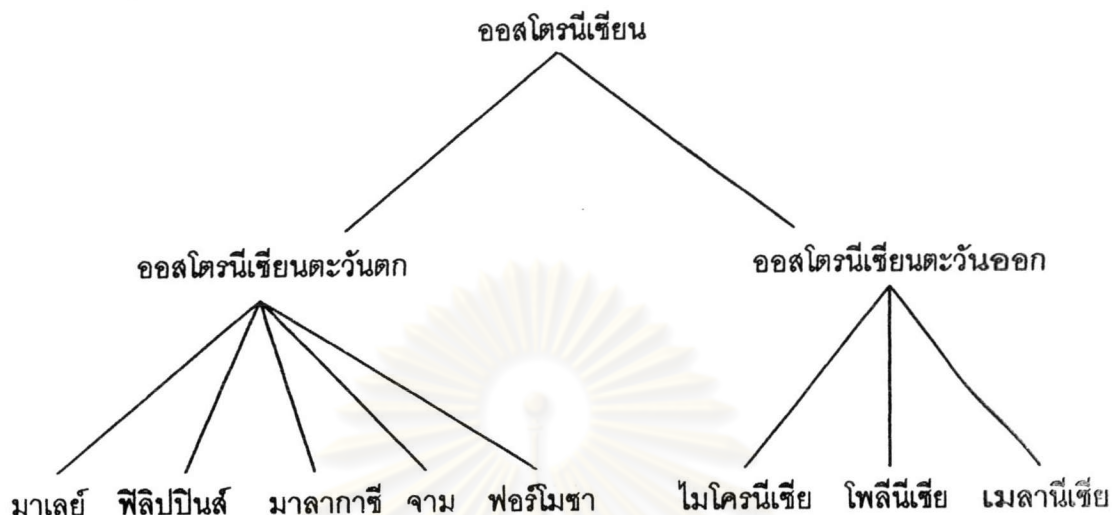 ออสโตรนีเซียน
ออสโตรนีเซียนตะวันตก ออสโตรนีเซียนตะวันออก
มาเลย์ ฟิลิปปินส์ มาลากาซี จาม ฟอร์โมซา ไมโครนีเซีย โพลีนีเซีย เมลานีเซีย